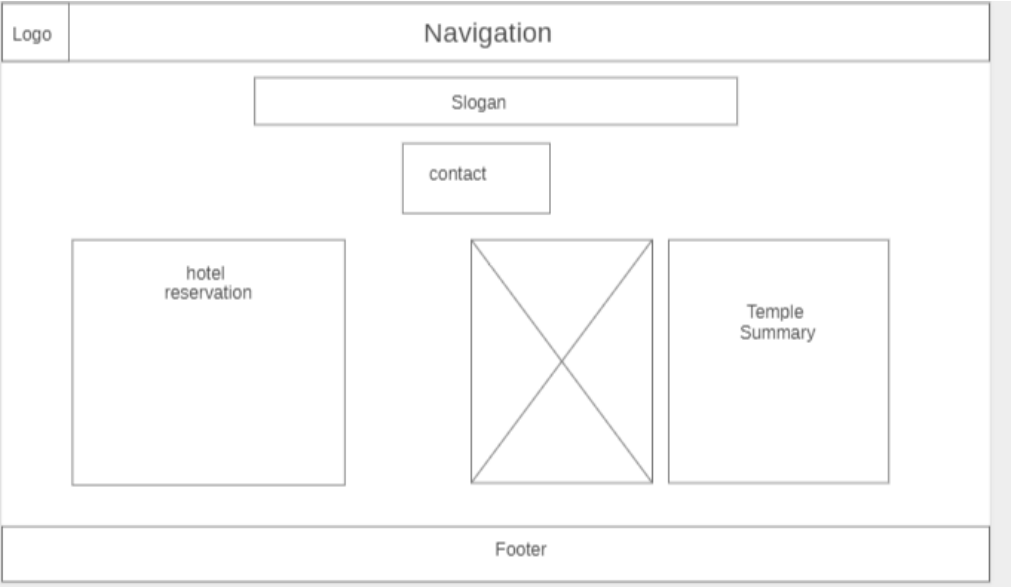 Logo
Navigation
Slogan
contact
hotel
reservation
Temple
Summary
Footer